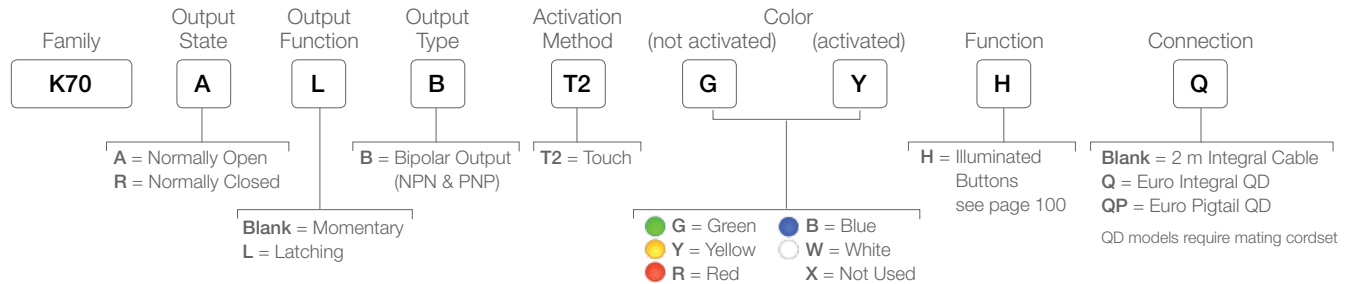 Family
Output
State
Output
Function
Output
Type
Activation
Method
Color
(not activated)
(activated)
Function
Connection
K70
A
L
B
T2
G
Y
H
Q
A = Normally Open
R = Normally Closed
Blank = Momentary
L = Latching
B = Bipolar Output
(NPN & PNP)
T2 = Touch
G = Green
Y = Yellow
R = Red
B = Blue
W = White
X = Not Used
H = Illuminated
Buttons
see page 100
Blank = 2 m Integral Cable
Q = Euro Integral QD
QP = Euro Pigtail QD
QD models require mating cordset